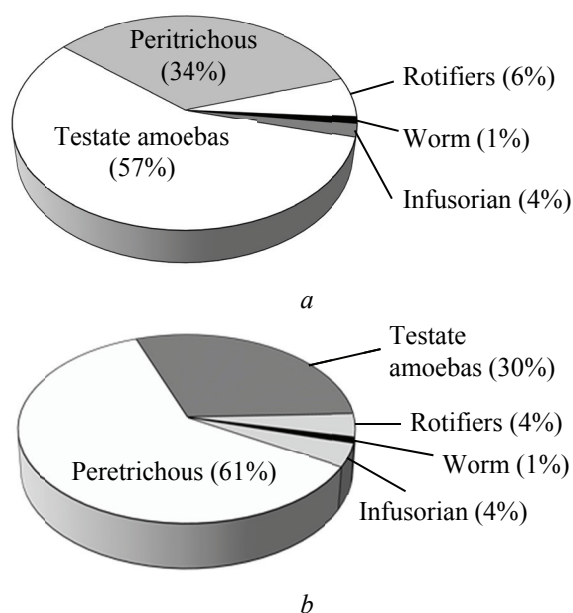 Peritrichous
(34%)
Rotifiers (6%)
Worm (1%)
Testate amoebas
(57%)
Infusorian (4%)
a
Testate
amoebas (30%)
Rotifiers (4%)
Worm (1%)
Peretrichous (61%)
Infusorian (4%)
b